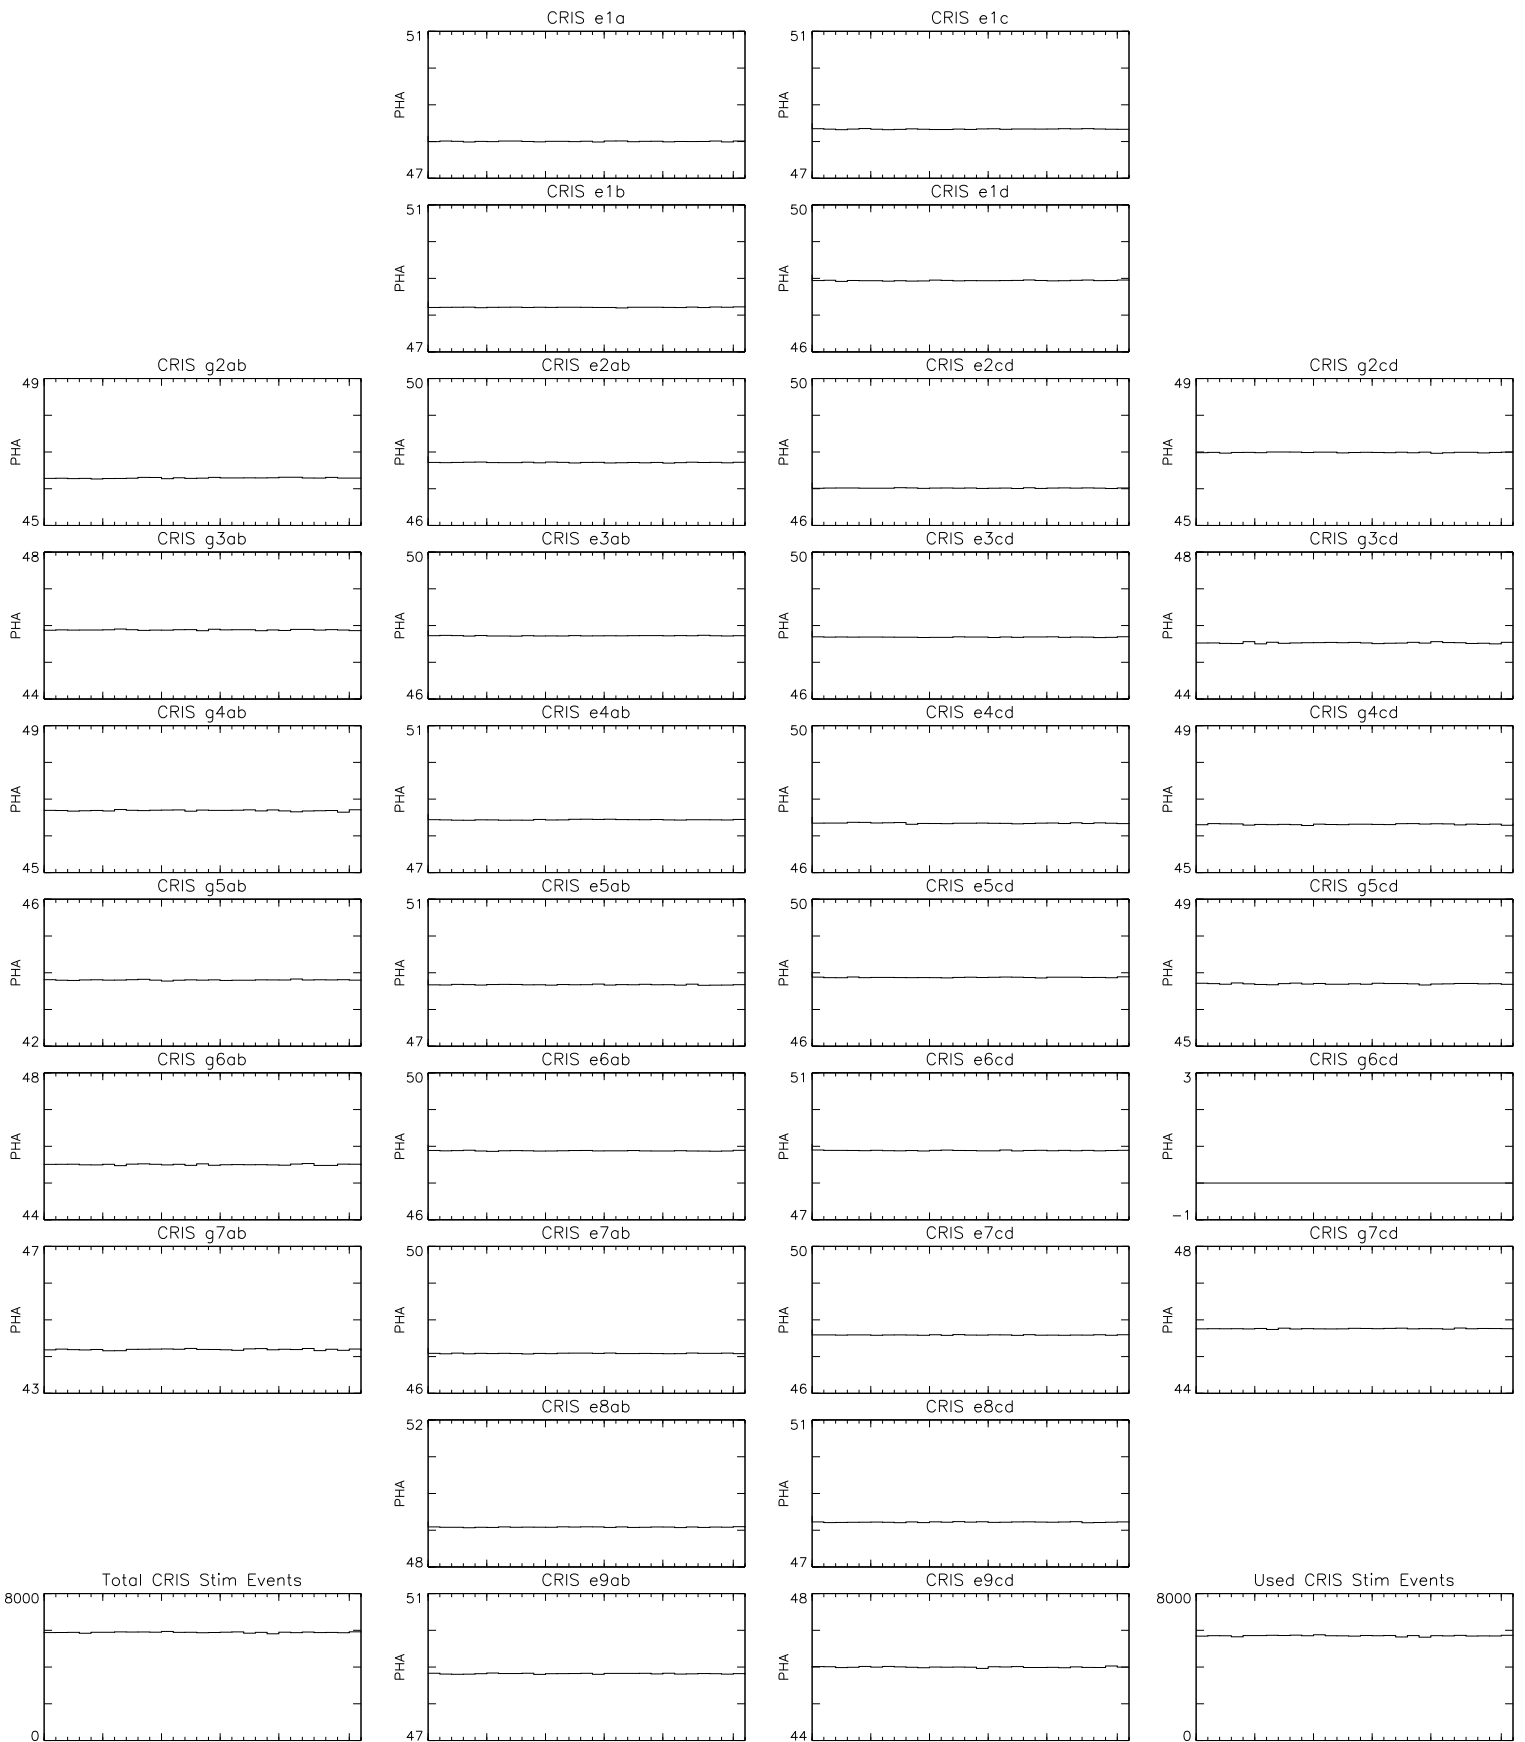 CRIS e1a CRIS e1c
51 51
PHA PHA
47 47
CRIS e1b CRIS e1d
51 50
PHA PHA
47 46
CRIS g2ab CRIS e2ab CRIS e2cd CRIS g2cd
49 50 50 49
PHA PHA PHA PHA
45 46 46 45
CRIS g3ab CRIS e3ab CRIS e3cd CRIS g3cd
48 50 50 48
PHA PHA PHA PHA
44 46 46 44
CRIS g4ab CRIS e4ab CRIS e4cd CRIS g4cd
49 51 50 49
PHA PHA PHA PHA
45 47 46 45
CRIS g5ab CRIS e5ab CRIS e5cd CRIS g5cd
46 51 50 49
PHA PHA PHA PHA
42 47 46 45
CRIS g6ab CRIS e6ab CRIS e6cd CRIS g6cd
48 50 51 3
PHA PHA PHA PHA
44 46 47 -1
CRIS g7ab CRIS e7ab CRIS e7cd CRIS g7cd
47 50 50 48
PHA PHA PHA PHA
43 46 46 44
CRIS e8ab CRIS e8cd
52 51
PHA PHA
48 47
Total CRIS Stim Events CRIS e9ab CRIS e9cd Used CRIS Stim Events
8000 51 48 8000
PHA PHA
0 47 44 0